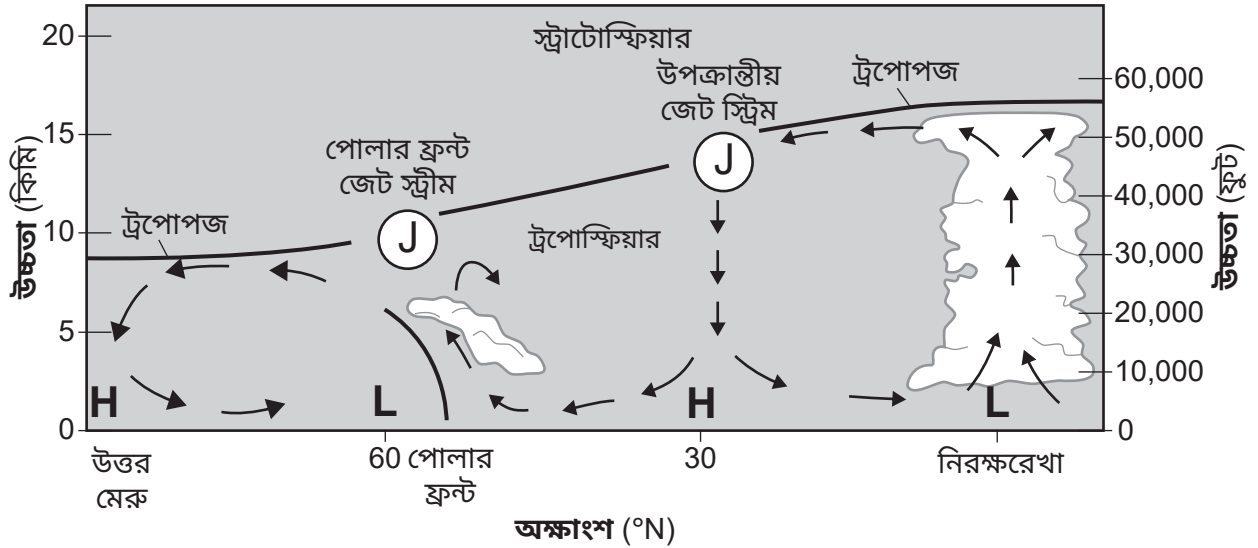 স্ট্রাটোস্ফিয়ার
উপক্রান্তীয়
জেট স্ট্রিম
ট্রপোপজ
পোলার ফ্রন্ট
জেট স্ট্রীম
ট্রপোপজ
ট্রপোস্ফিয়ার
J
J
H
L
H
L
উচ্চতা (কিমি)
20
15
10
5
0
উচ্চতা (ফুট)
60,000
50,000
40,000
30,000
20,000
10,000
0
উত্তর
মেরু
60 পোলার
ফ্রন্ট
30
নিরক্ষরেখা
অক্ষাংশ (°N)